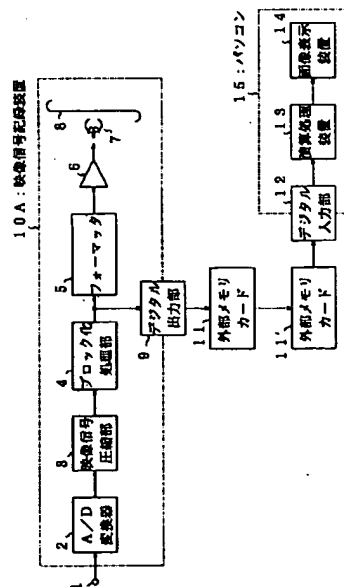 10A:映像信号記録装置
1
2
A/D
変換器
3
映像信号
圧縮部
4
ブロック化
処理部
5
フォーマッタ
6
7
8
9
デジタル
出力部
11
外部メモリ
カード
11'
外部メモリ
カード
15:パソコン
12
デジタル
入力部
13
演算処理
装置
14
画像表示
装置